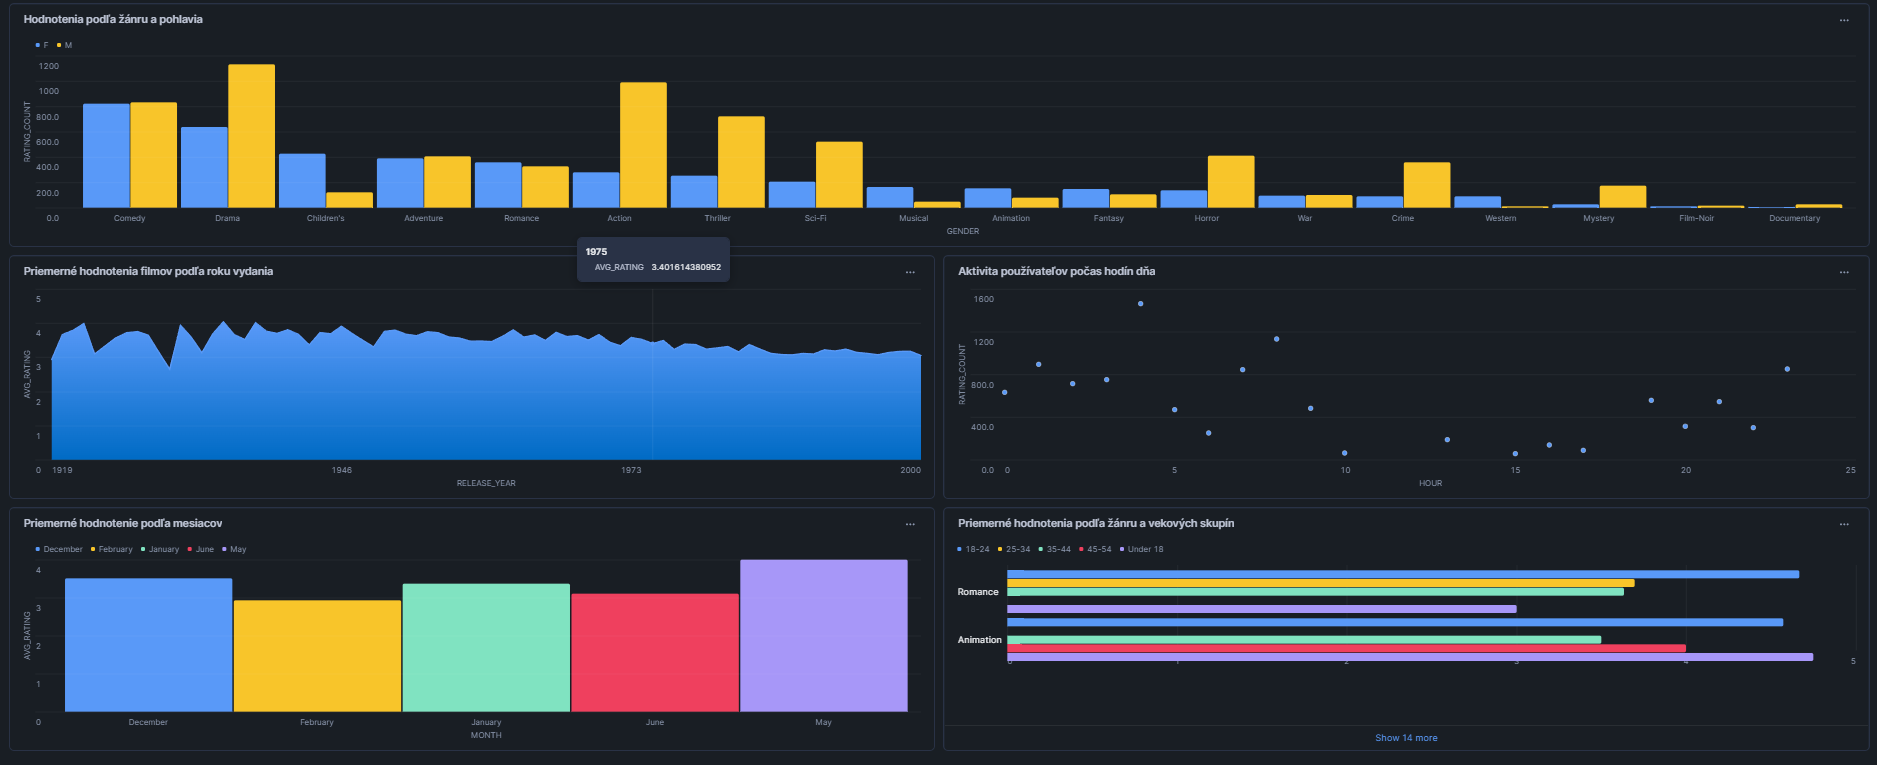 Hodnotenia podľa žánru a pohlavia
...
F M
1200
1000
800.0
600.0
400.0
200.0
0.0
RATING_COUNT
Comedy Drama Children's Adventure Romance Action Thriller Sci-Fi Musical Animation Fantasy Horror War Crime Western Mystery Film-Noir Documentary
GENDER
1975
AVG_RATING 3.401614380952
Priemerné hodnotenia filmov podľa roku vydania
...
5
4
3
2
1
0
AVG_RATING
1919 1946 1973 2000
RELEASE_YEAR
Aktivita používateľov počas hodín dňa
...
1600
1200
800.0
400.0
0.0
RATING_COUNT
0 5 10 15 20 25
HOUR
Priemerné hodnotenie podľa mesiacov
...
December February January June May
4
3
2
1
0
AVG_RATING
December February January June May
MONTH
Priemerné hodnotenia podľa žánru a vekových skupín
...
18-24 25-34 35-44 45-54 Under 18
Romance
Animation
0 1 2 3 4 5
Show 14 more